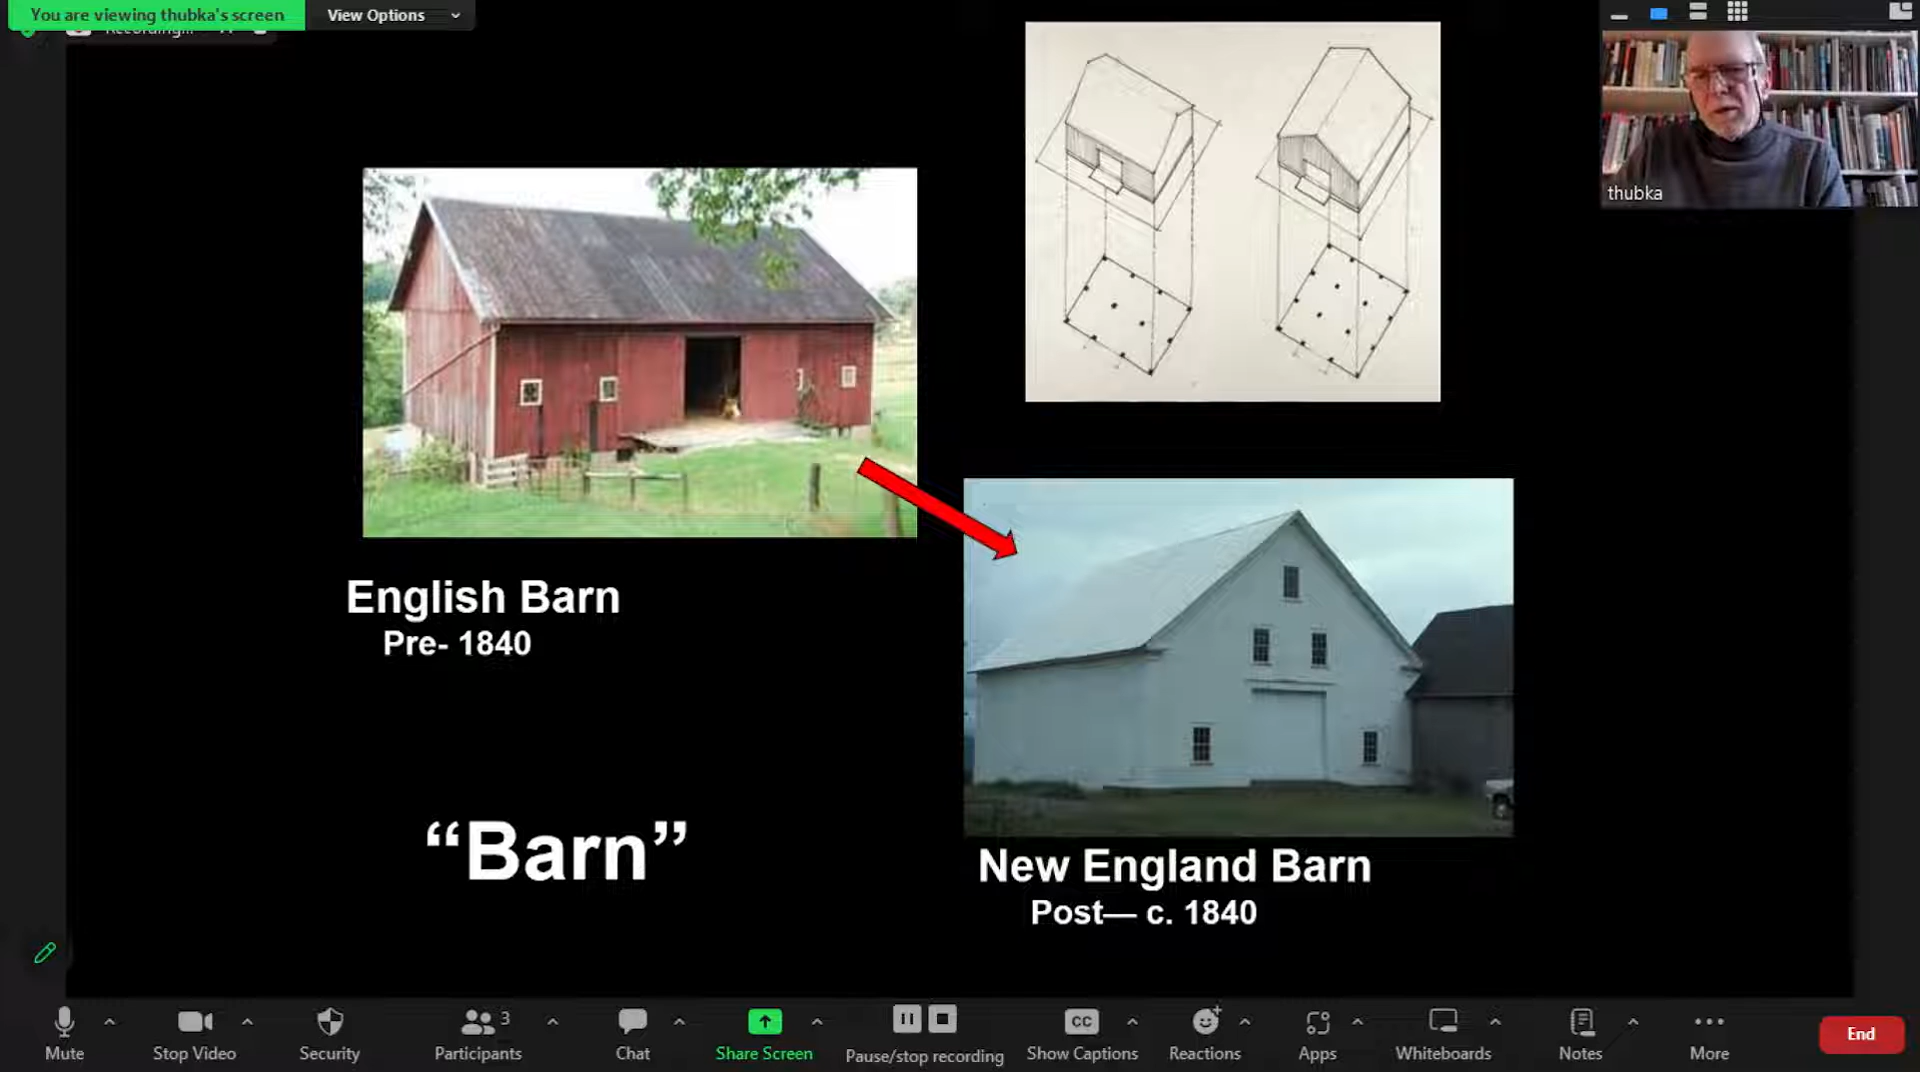 You are viewing thubka's screen
View Options
Recording...
thubka
English Barn
Pre- 1840
“Barn”
New England Barn
Post— c. 1840
Mute
Stop Video
Security
3
Participants
Chat
Share Screen
Pause/stop recording
CC
Show Captions
Reactions
Apps
Whiteboards
Notes
More
End